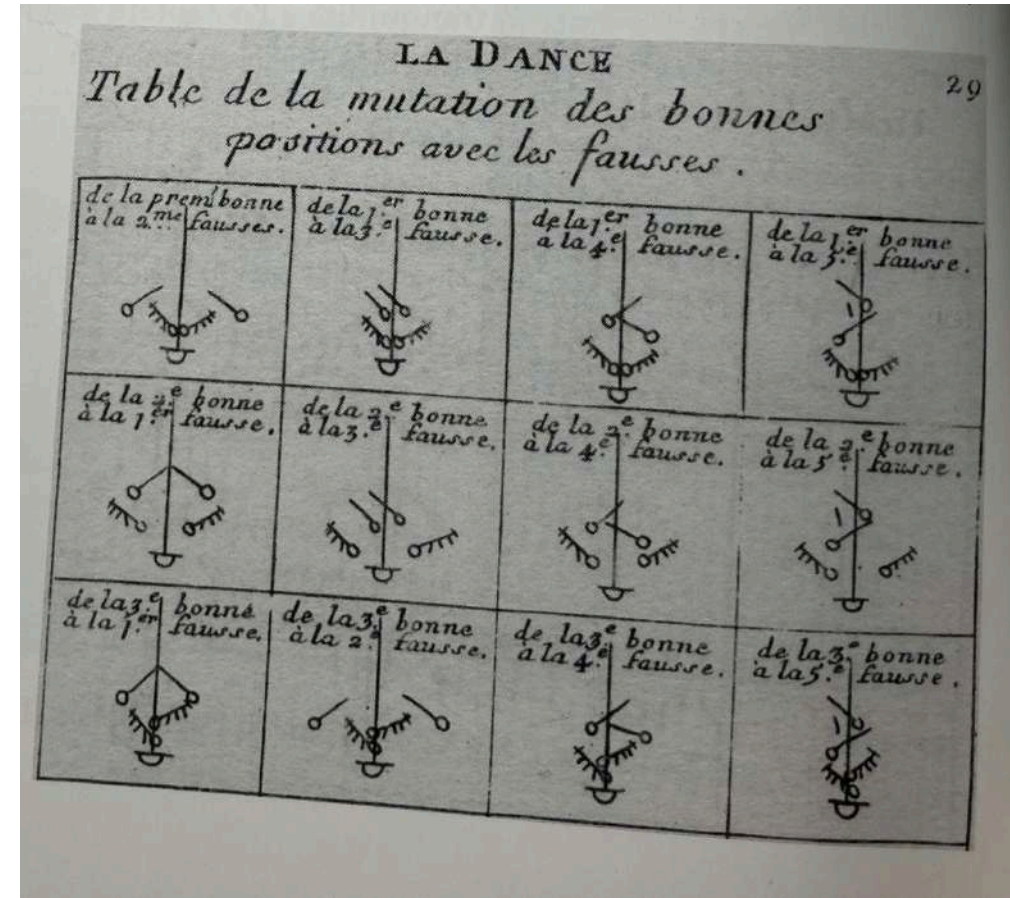 LA DANCE
29
Table de la mutation des bonnes
positions avec les fausses.
de la prem. bonne
à la 2.me fausses.
de la 1.er bonne
à la 3.e fausse.
de la 1.er bonne
a la 4.e fausse.
de la 1.er bonne
à la 5.e fausse.
de la 2.e bonne
à la 1.er fausse.
de la 2.e bonne
à la 3.e fausse.
de la 2.e bonne
à la 4.e fausse.
de la 2.e bonne
à la 5.e fausse.
de la 3.e bonne
à la 1.er fausse.
de la 3.e bonne
à la 2.e fausse.
de la 3.e bonne
à la 4.e fausse.
de la 3.e bonne
à la 5.e fausse.